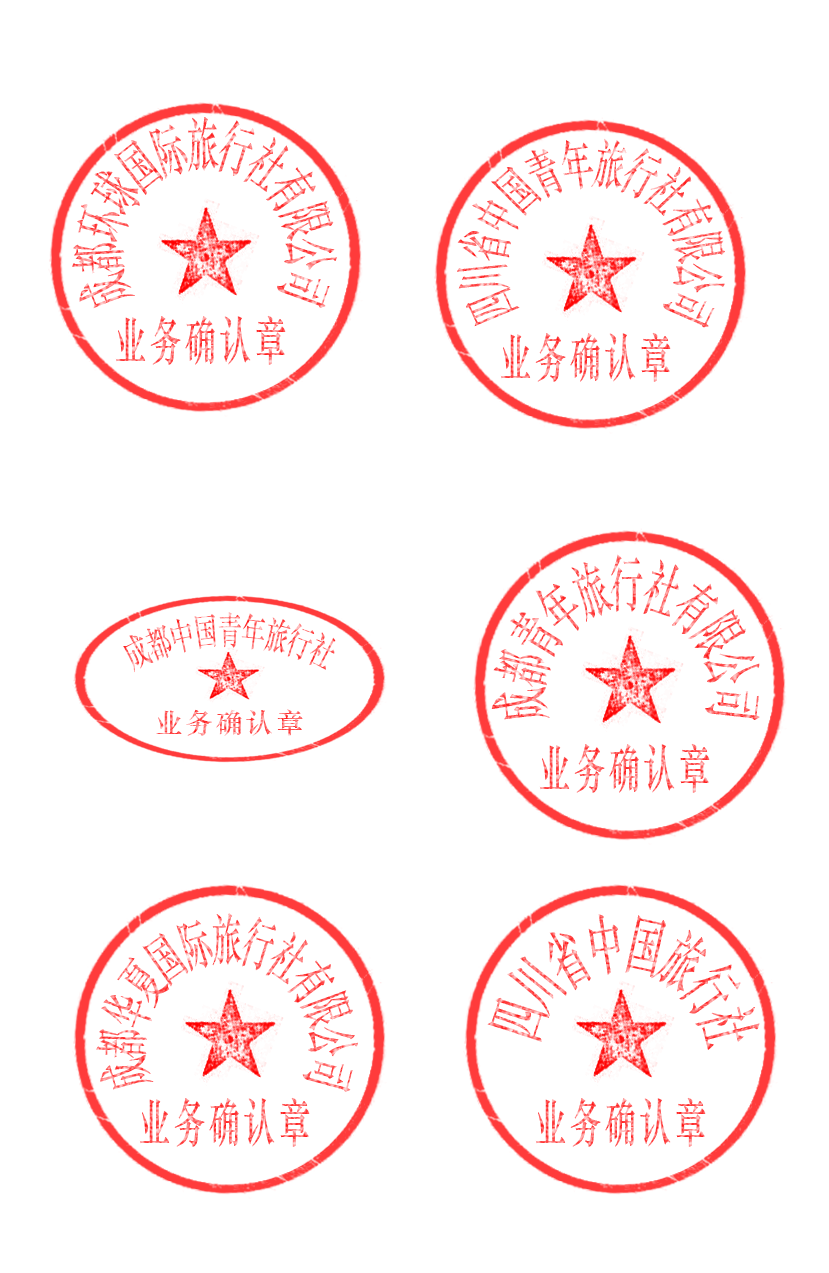 成都环球国际旅行社有限公司
业务确认章
四川省中国青年旅行社有限公司
业务确认章
成都中国青年旅行社
业务确认章
成都青年旅行社有限公司
业务确认章
成都华夏国际旅行社有限公司
业务确认章
四川省中国旅行社
业务确认章